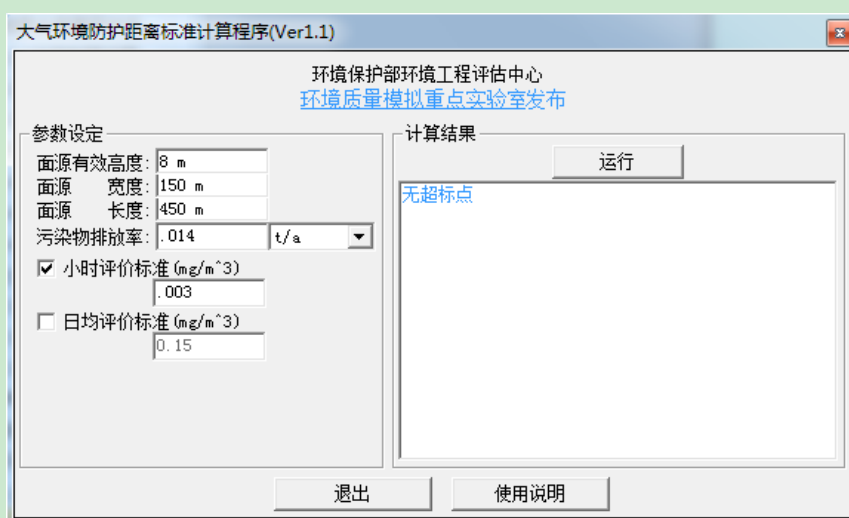 大气环境防护距离标准计算程序(Ver1.1)
环境保护部环境工程评估中心
环境质量模拟重点实验室发布
参数设定
面源有效高度: 8 m
面源 宽度: 150 m
面源 长度: 450 m
污染物排放率: .014 t/a
小时评价标准(mg/m^3)
.003
日均评价标准(mg/m^3)
0.15
计算结果
运行
无超标点
退出 使用说明